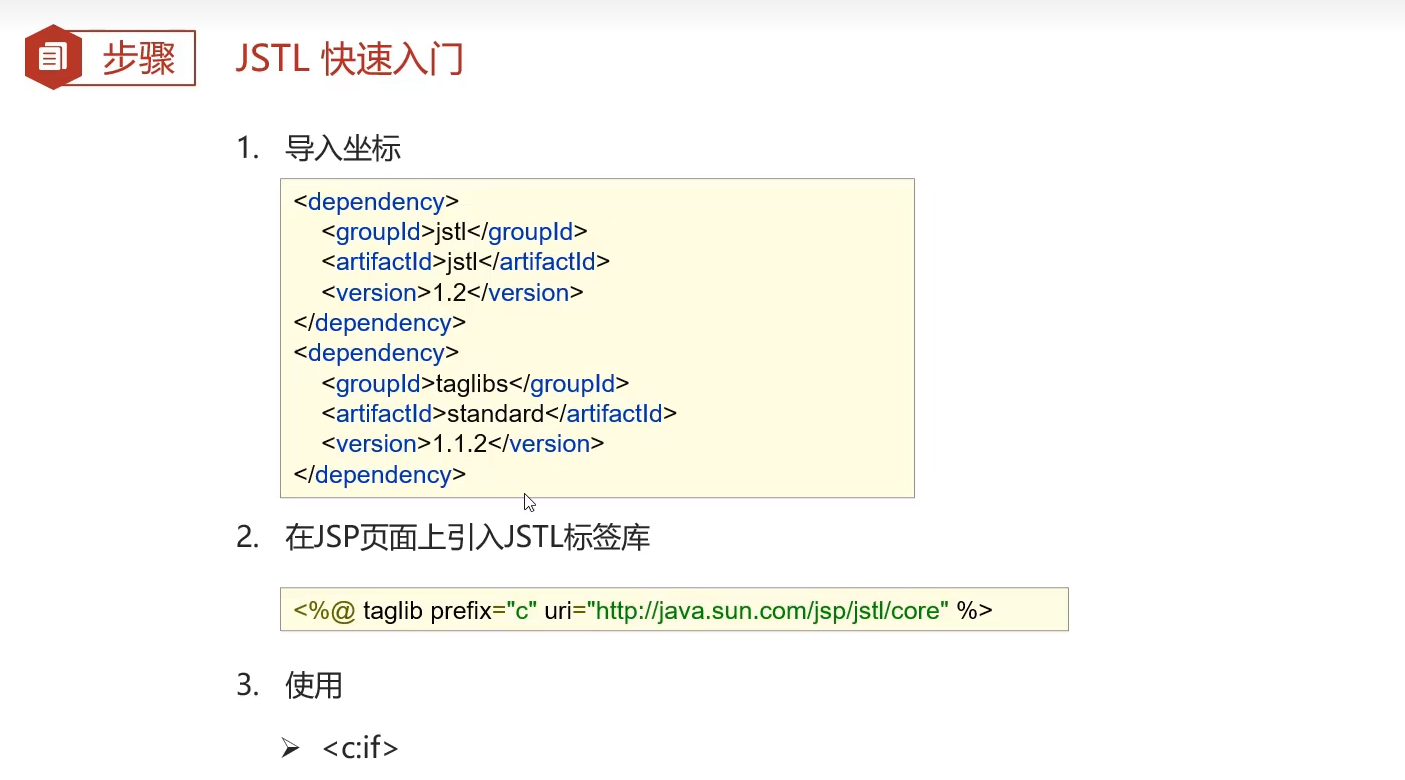 步骤
JSTL 快速入门
1. 导入坐标
<dependency>
<groupId>jstl</groupId>
<artifactId>jstl</artifactId>
<version>1.2</version>
</dependency>
<dependency>
<groupId>taglibs</groupId>
<artifactId>standard</artifactId>
<version>1.1.2</version>
</dependency>
2. 在JSP页面上引入JSTL标签库
<%@ taglib prefix="c" uri="http://java.sun.com/jsp/jstl/core" %>
3. 使用
➢ <c:if>